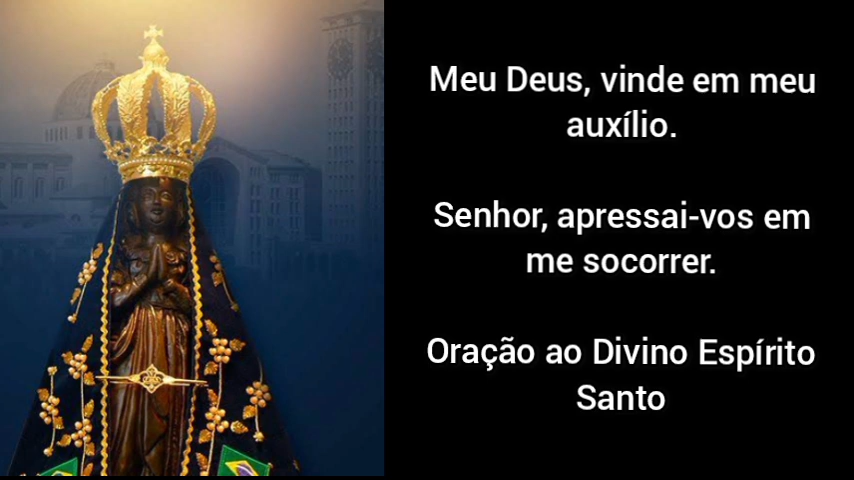 Meu Deus, vinde em meu
auxílio.
Senhor, apressai-vos em
me socorrer.
Oração ao Divino Espírito
Santo